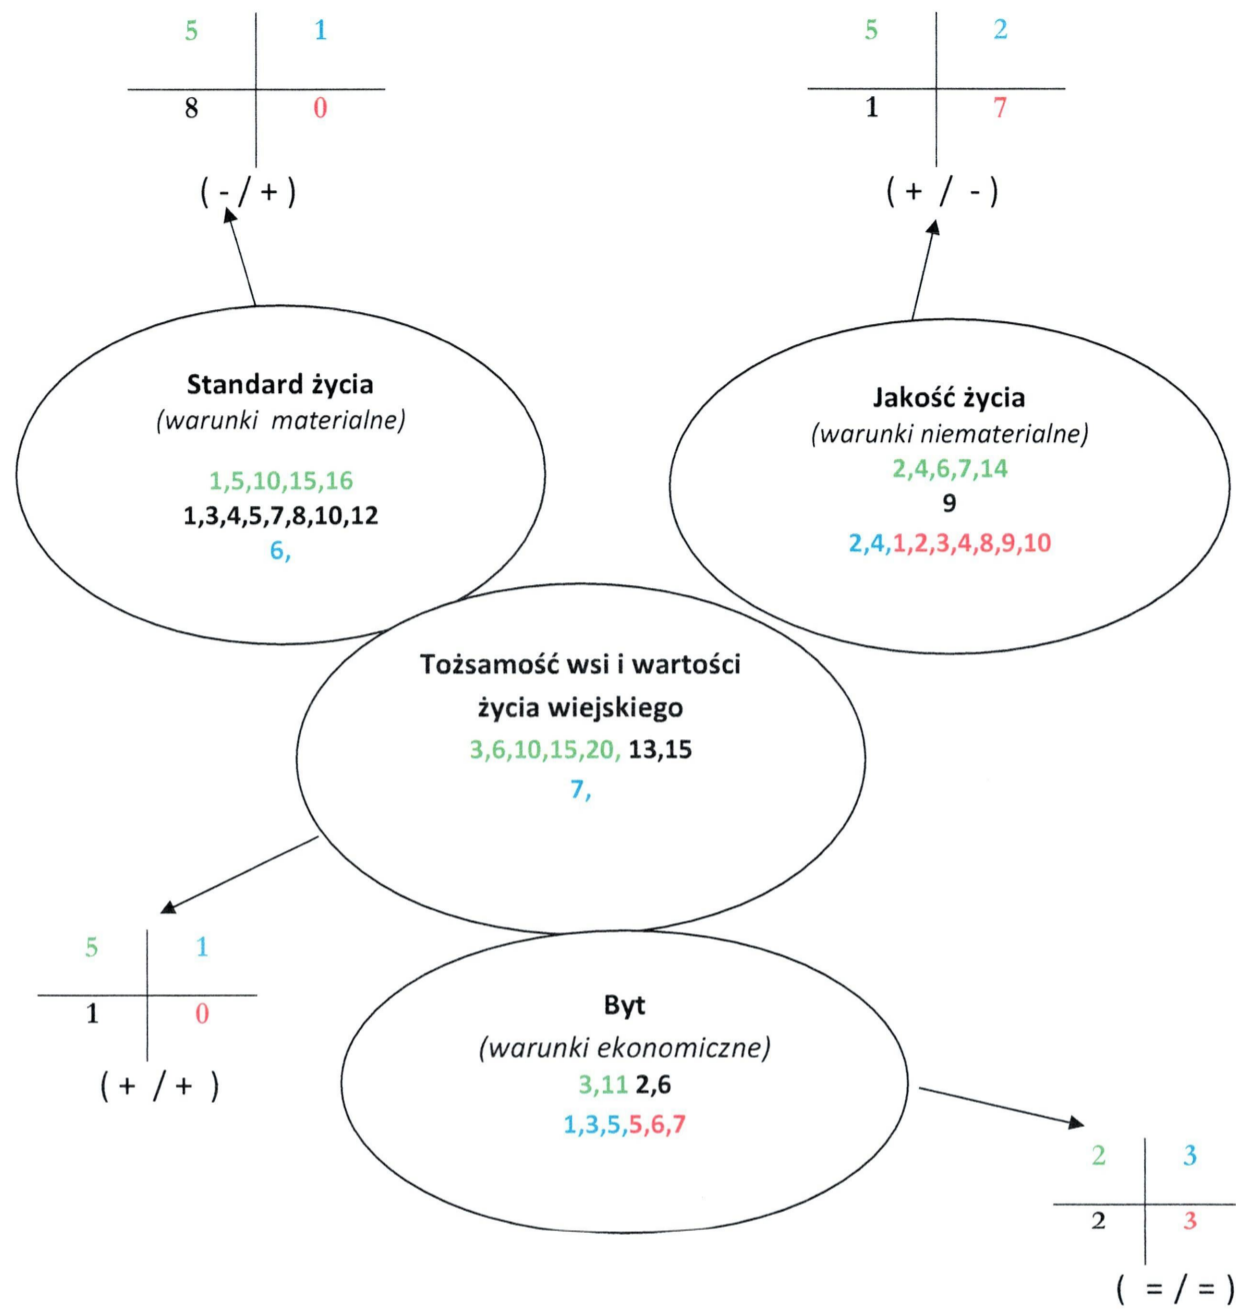 5 1
8 0
( - / + )
5 2
1 7
( + / - )
Standard życia
(warunki materialne)
1,5,10,15,16
1,3,4,5,7,8,10,12
6,
Jakość życia
(warunki niematerialne)
2,4,6,7,14
9
2,4,1,2,3,4,8,9,10
Tożsamość wsi i wartości
życia wiejskiego
3,6,10,15,20, 13,15
7,
5 1
1 0
( + / + )
Byt
(warunki ekonomiczne)
3,11 2,6
1,3,5,5,6,7
2 3
2 3
( = / = )